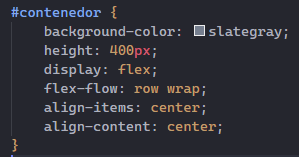 #contenedor {
background-color: slategray;
height: 400px;
display: flex;
flex-flow: row wrap;
align-items: center;
align-content: center;
}